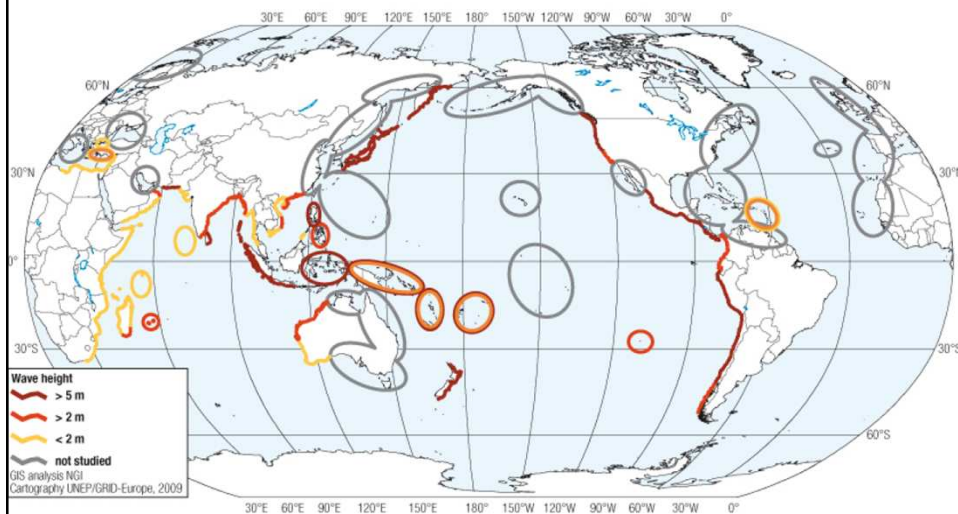 30°E 60°E 90°E 120°E 150°E 180° 150°W 120°W 90°W 60°W 30°W 0°
60°N 60°N
30°N 30°N
0° 0°
30°S 30°S
60°S
Wave height
> 5 m
> 2 m
< 2 m
not studied
GIS analysis NGI
Cartography UNEP/GRID-Europe, 2009
30°E 60°E 90°E 120°E 150°E 180° 150°W 120°W 90°W 60°W 30°W 0°